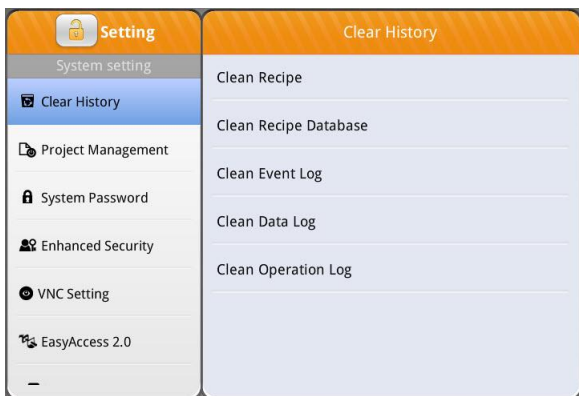 Setting
System setting
Clear History
Project Management
System Password
Enhanced Security
VNC Setting
EasyAccess 2.0
Clear History
Clean Recipe
Clean Recipe Database
Clean Event Log
Clean Data Log
Clean Operation Log